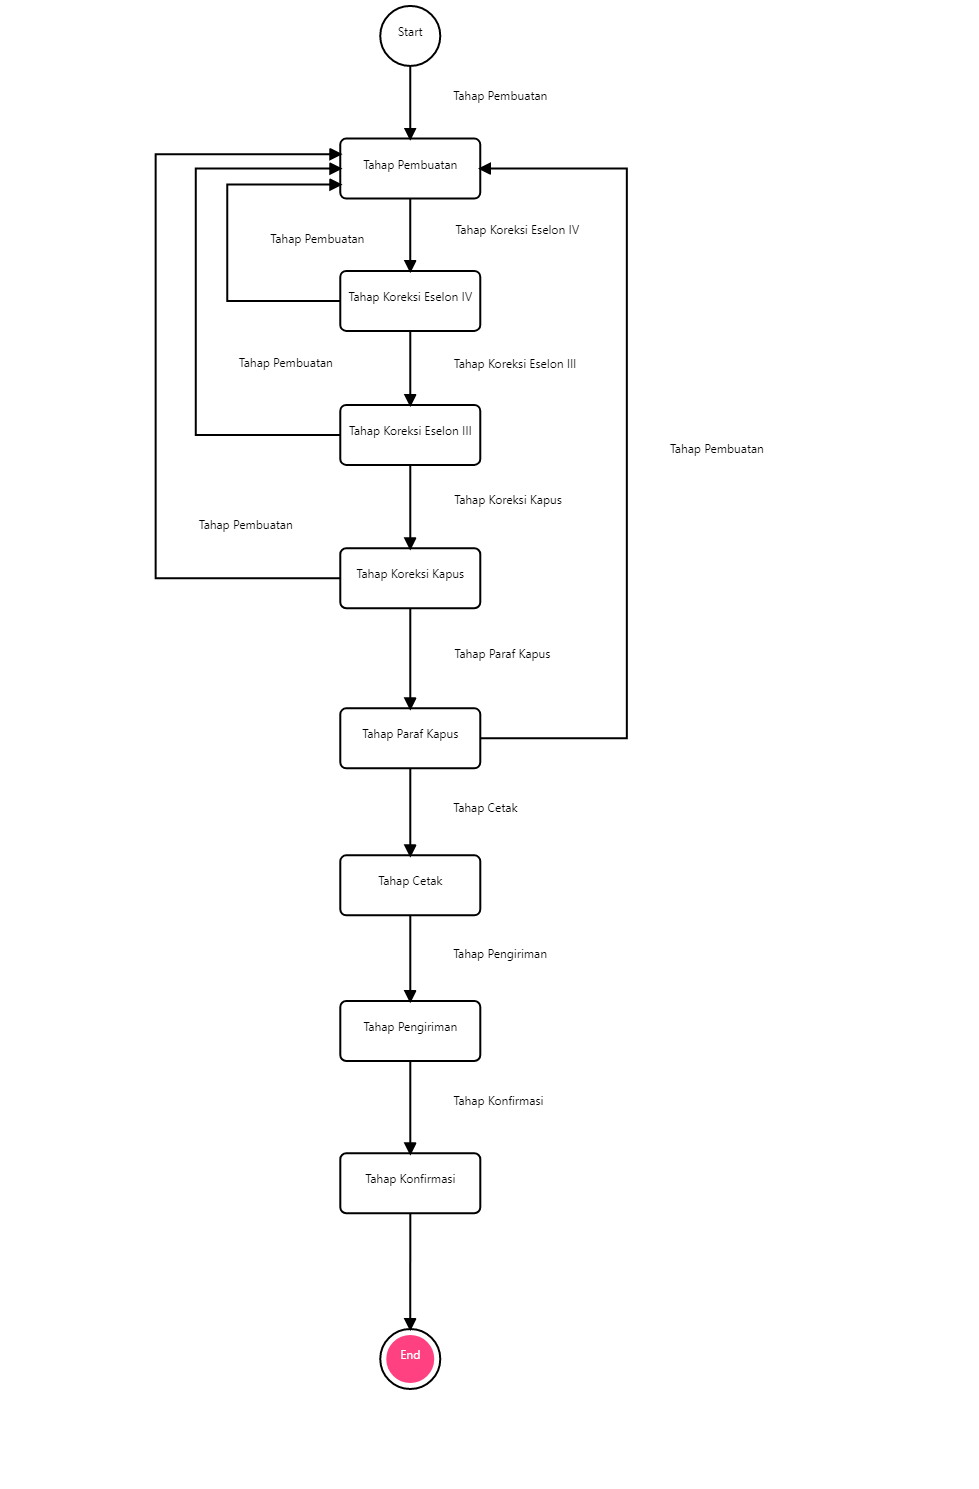 Start
Tahap Pembuatan
Tahap Pembuatan
Tahap Koreksi Eselon IV
Tahap Pembuatan
Tahap Koreksi Eselon IV
Tahap Pembuatan
Tahap Koreksi Eselon III
Tahap Koreksi Eselon III
Tahap Pembuatan
Tahap Koreksi Kapus
Tahap Pembuatan
Tahap Koreksi Kapus
Tahap Paraf Kapus
Tahap Paraf Kapus
Tahap Cetak
Tahap Cetak
Tahap Pengiriman
Tahap Pengiriman
Tahap Konfirmasi
Tahap Konfirmasi
End